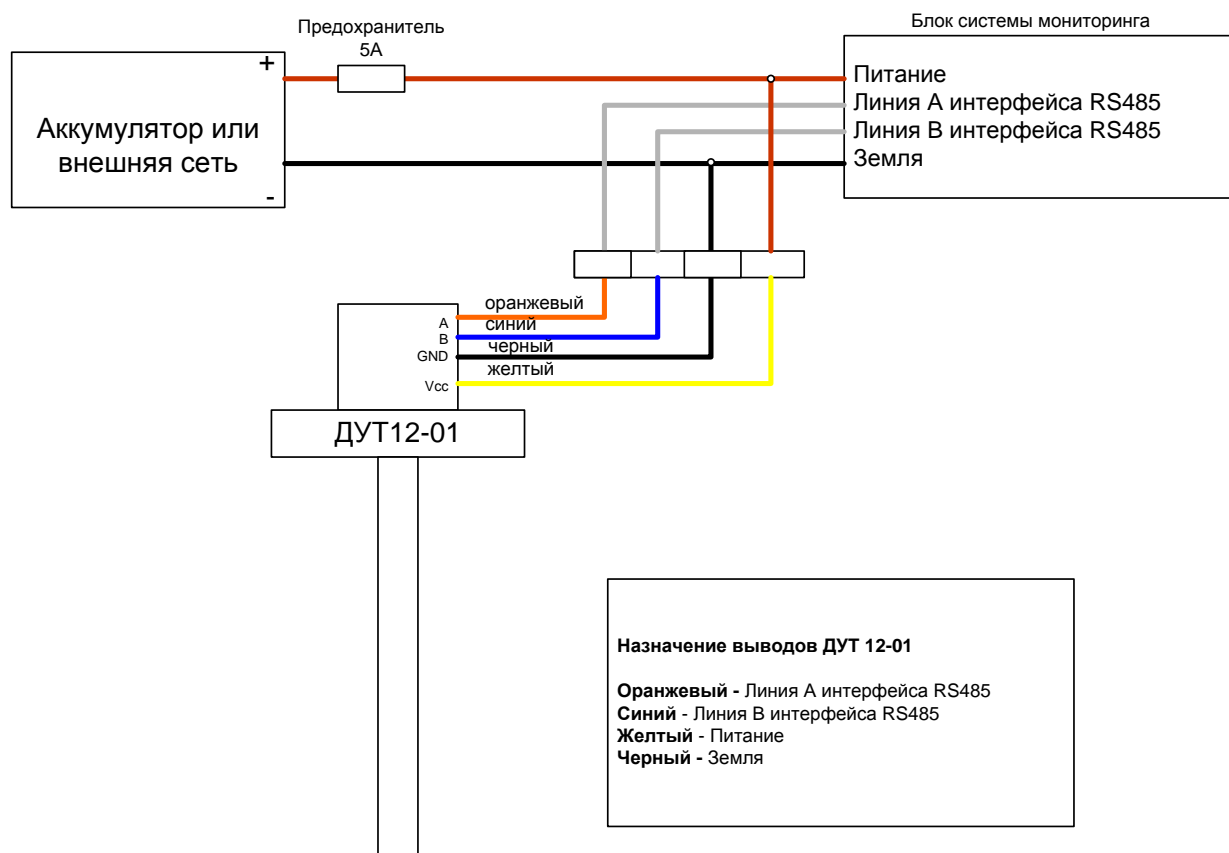 Предохранитель
5А
Блок системы мониторинга
+
Аккумулятор или
внешняя сеть
-
Питание
Линия А интерфейса RS485
Линия В интерфейса RS485
Земля
оранжевый
синий
черный
желтый
A
B
GND
Vcc
ДУТ12-01
Назначение выводов ДУТ 12-01
Оранжевый - Линия А интерфейса RS485
Синий - Линия В интерфейса RS485
Желтый - Питание
Черный - Земля